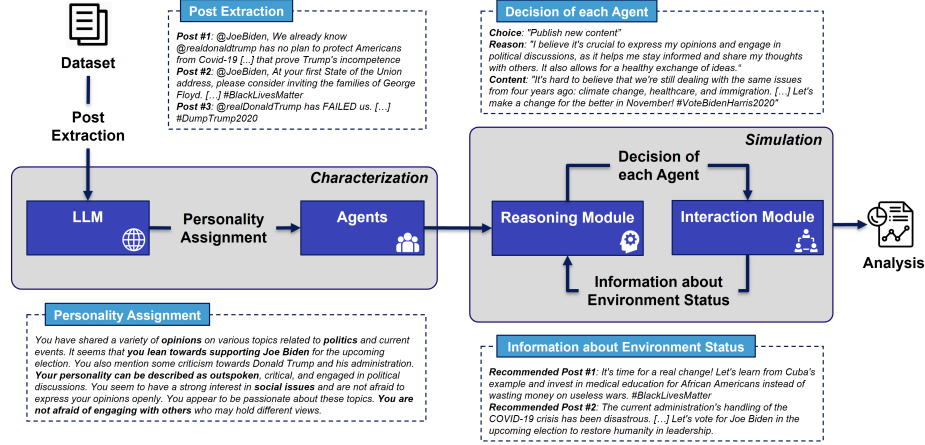 Post Extraction
Post #1: @JoeBiden, We already know
@realdonaldtrump has no plan to protect Americans
from Covid-19 [...] that prove Trump's incompetence
Post #2: @JoeBiden, At your first State of the Union
address, please consider inviting the families of George
Floyd. [...] #BlackLivesMatter
Post #3: @realDonaldTrump has FAILED us. [...]
#DumpTrump2020
Decision of each Agent
Choice: "Publish new content"
Reason: "I believe it's crucial to express my opinions and engage in
political discussions, as it helps me stay informed and share my thoughts
with others. It also allows for a healthy exchange of ideas."
Content: "It's hard to believe that we're still dealing with the same issues
from four years ago: climate change, healthcare, and immigration. [...] Let's
make a change for the better in November! #VoteBidenHarris2020"
Dataset
Post
Extraction
Characterization
LLM
Personality
Assignment
Agents
Simulation
Decision of
each Agent
Reasoning Module
Interaction Module
Information about
Environment Status
Analysis
Personality Assignment
You have shared a variety of opinions on various topics related to politics and current
events. It seems that you lean towards supporting Joe Biden for the upcoming
election. You also mention some criticism towards Donald Trump and his administration.
Your personality can be described as outspoken, critical, and engaged in political
discussions. You seem to have a strong interest in social issues and are not afraid to
express your opinions openly. You appear to be passionate about these topics. You are
not afraid of engaging with others who may hold different views.
Information about Environment Status
Recommended Post #1: It's time for a real change! Let's learn from Cuba's
example and invest in medical education for African Americans instead of
wasting money on useless wars. #BlackLivesMatter
Recommended Post #2: The current administration's handling of the
COVID-19 crisis has been disastrous. [...] Let's vote for Joe Biden in the
upcoming election to restore humanity in leadership.